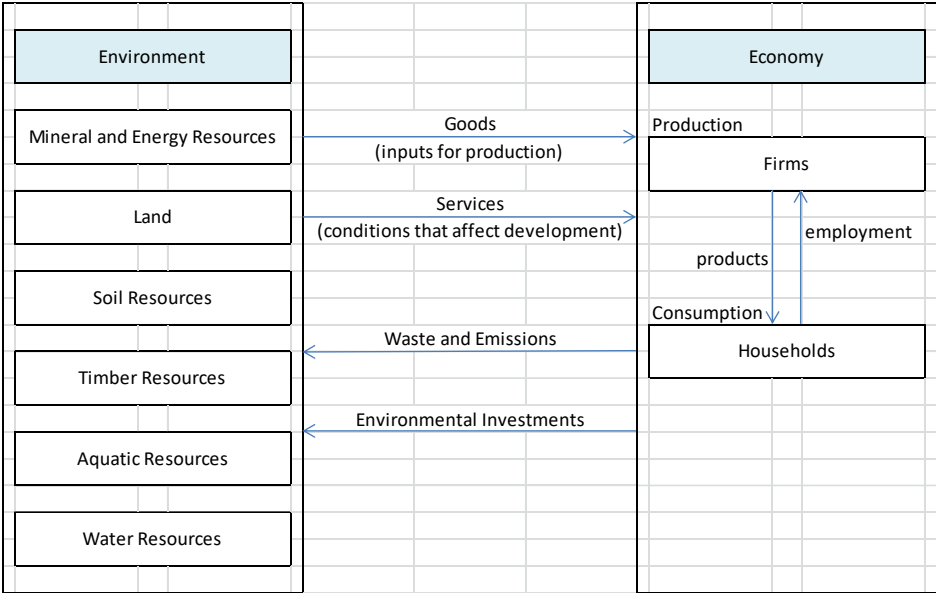 Environment
Economy
Mineral and Energy Resources
Goods
(inputs for production)
Production
Firms
Land
Services
(conditions that affect development)
employment
products
Soil Resources
Consumption
Households
Waste and Emissions
Timber Resources
Environmental Investments
Aquatic Resources
Water Resources